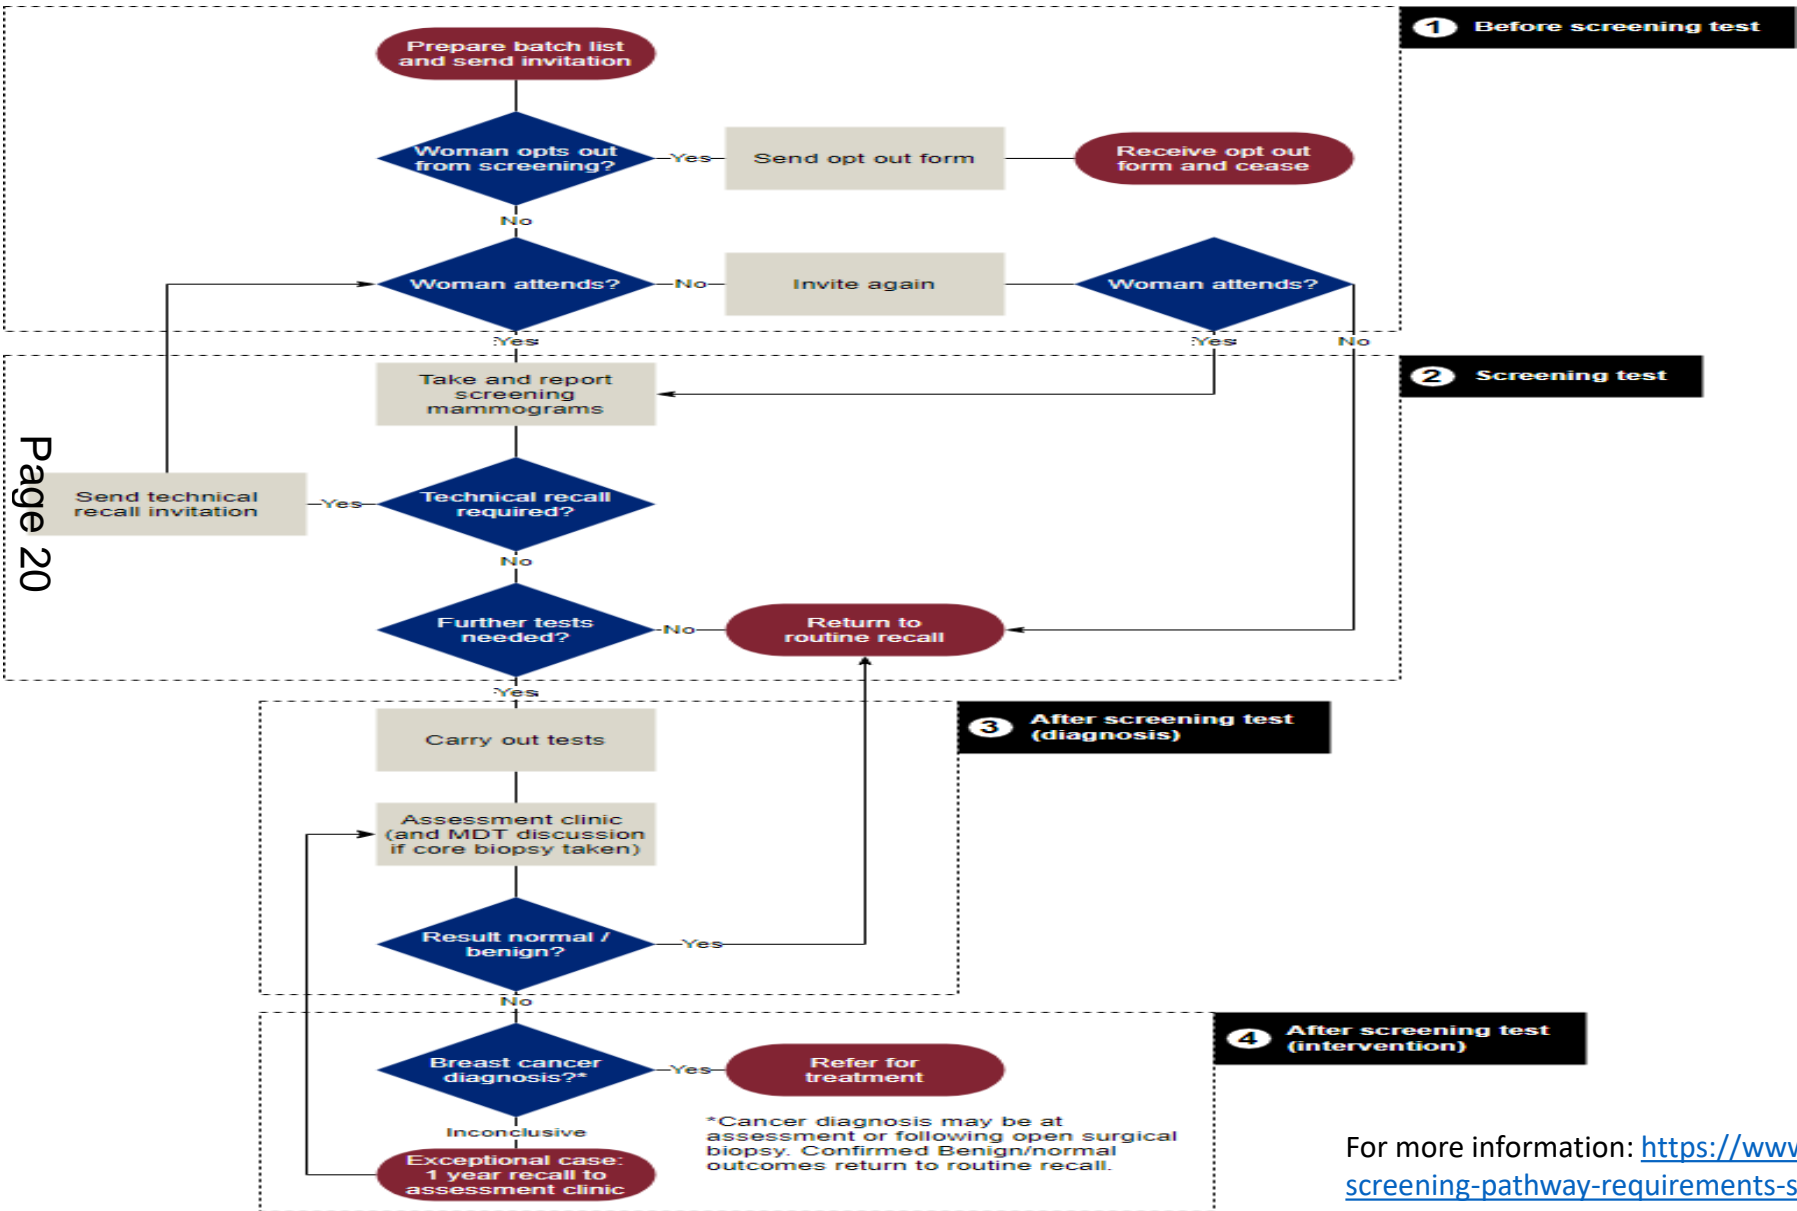 1 Before screening test
Prepare batch list
and send invitation
Woman opts out
from screening?
Yes
Send opt out form
Receive opt out
form and cease
No
Woman attends?
No
Invite again
Woman attends?
Yes
Yes
No
2 Screening test
Take and report
screening
mammograms
Page 20
Send technical
recall invitation
Yes
Technical recall
required?
No
Further tests
needed?
No
Return to
routine recall
Yes
3 After screening test
(diagnosis)
Carry out tests
Assessment clinic
(and MDT discussion
if core biopsy taken)
Result normal /
benign?
Yes
No
4 After screening test
(intervention)
Breast cancer
diagnosis?*
Yes
Refer for
treatment
Inconclusive
Exceptional case:
1 year recall to
assessment clinic
*Cancer diagnosis may be at
assessment or following open surgical
biopsy. Confirmed Benign/normal
outcomes return to routine recall.
For more information: https://www
screening-pathway-requirements-s